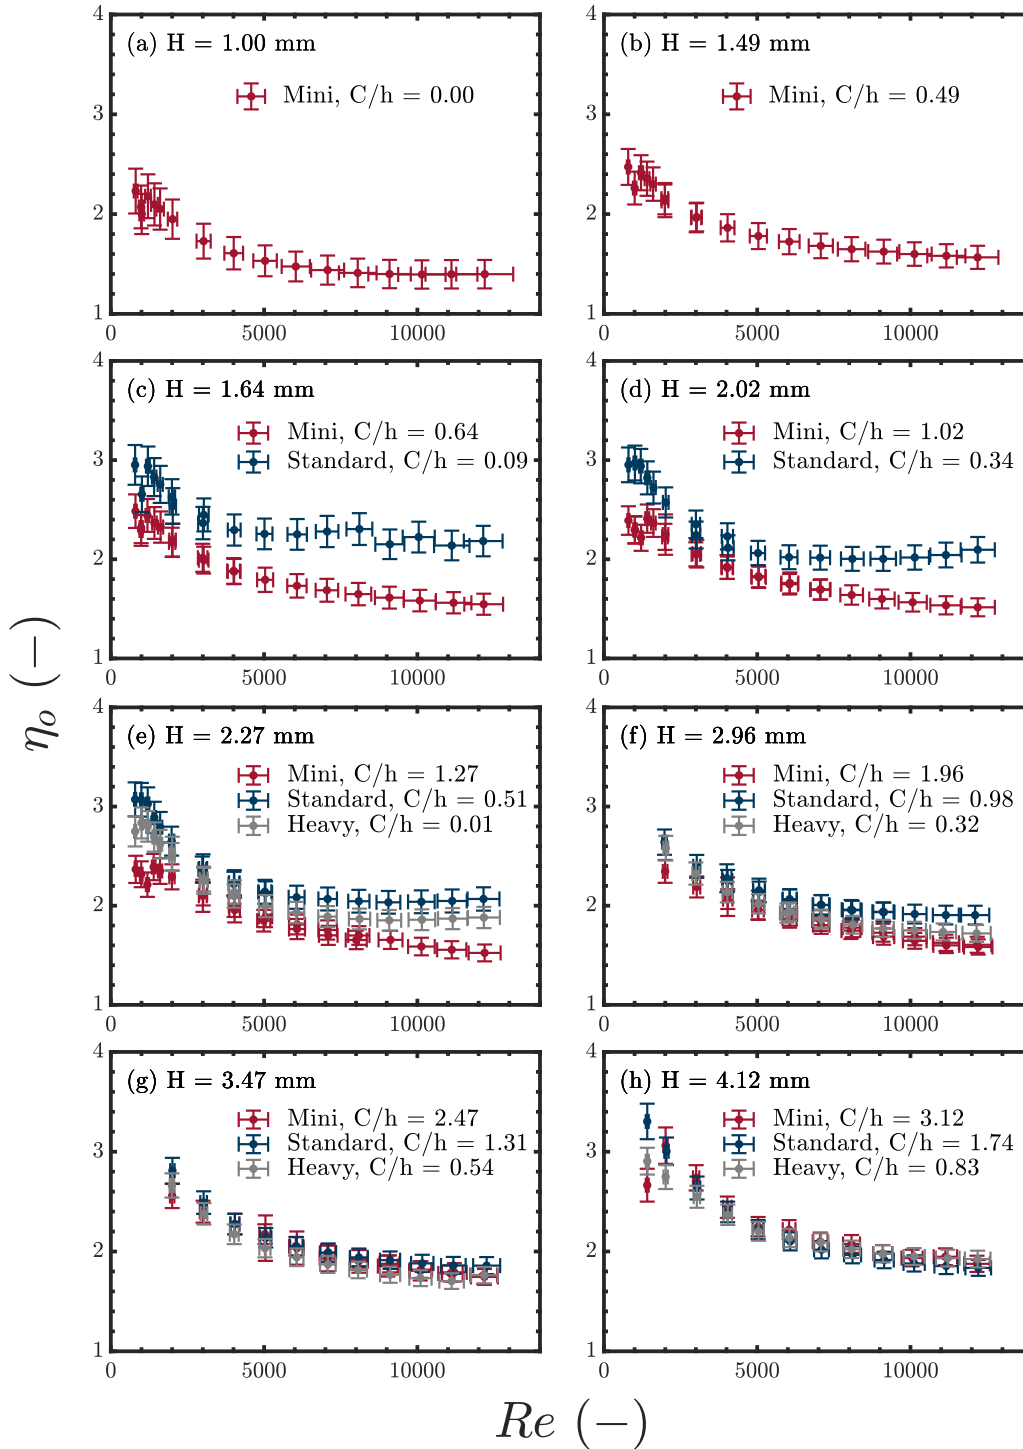 (a) H = 1.00 mm
Mini, C/h = 0.00
4
3
2
1
0
5000
10000
(b) H = 1.49 mm
Mini, C/h = 0.49
4
3
2
1
0
5000
10000
(c) H = 1.64 mm
Mini, C/h = 0.64
Standard, C/h = 0.09
4
3
2
1
0
5000
10000
(d) H = 2.02 mm
Mini, C/h = 1.02
Standard, C/h = 0.34
4
3
2
1
0
5000
10000
(e) H = 2.27 mm
Mini, C/h = 1.27
Standard, C/h = 0.51
Heavy, C/h = 0.01
4
3
2
1
0
5000
10000
(f) H = 2.96 mm
Mini, C/h = 1.96
Standard, C/h = 0.98
Heavy, C/h = 0.32
4
3
2
1
0
5000
10000
(g) H = 3.47 mm
Mini, C/h = 2.47
Standard, C/h = 1.31
Heavy, C/h = 0.54
4
3
2
1
0
5000
10000
(h) H = 4.12 mm
Mini, C/h = 3.12
Standard, C/h = 1.74
Heavy, C/h = 0.83
4
3
2
1
0
5000
10000
ηo (−)
Re (−)